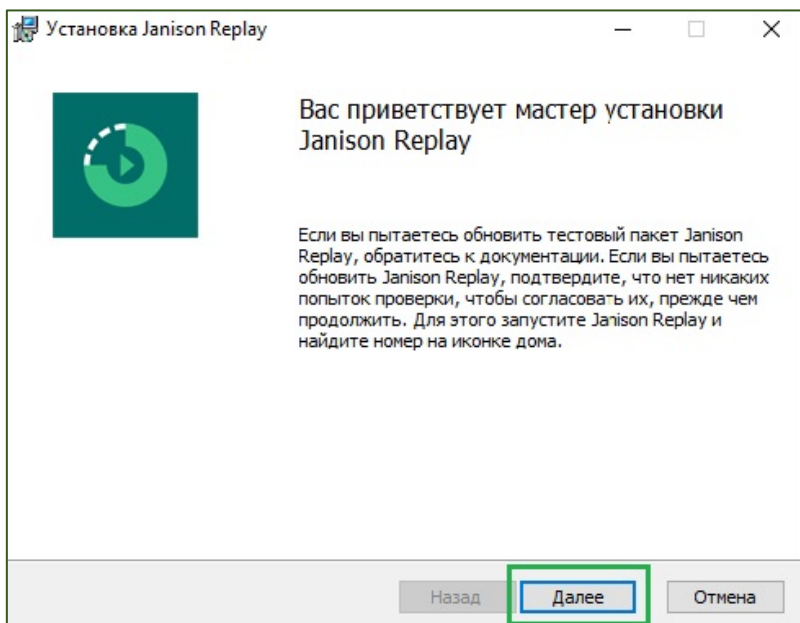 Установка Janison Replay
Вас приветствует мастер установки
Janison Replay
Если вы пытаетесь обновить тестовый пакет Janison
Replay, обратитесь к документации. Если вы пытаетесь
обновить Janison Replay, подтвердите, что нет никаких
попыток проверки, чтобы согласовать их, прежде чем
продолжить. Для этого запустите Janison Replay и
найдите номер на иконке дома.
Назад Далее Отмена